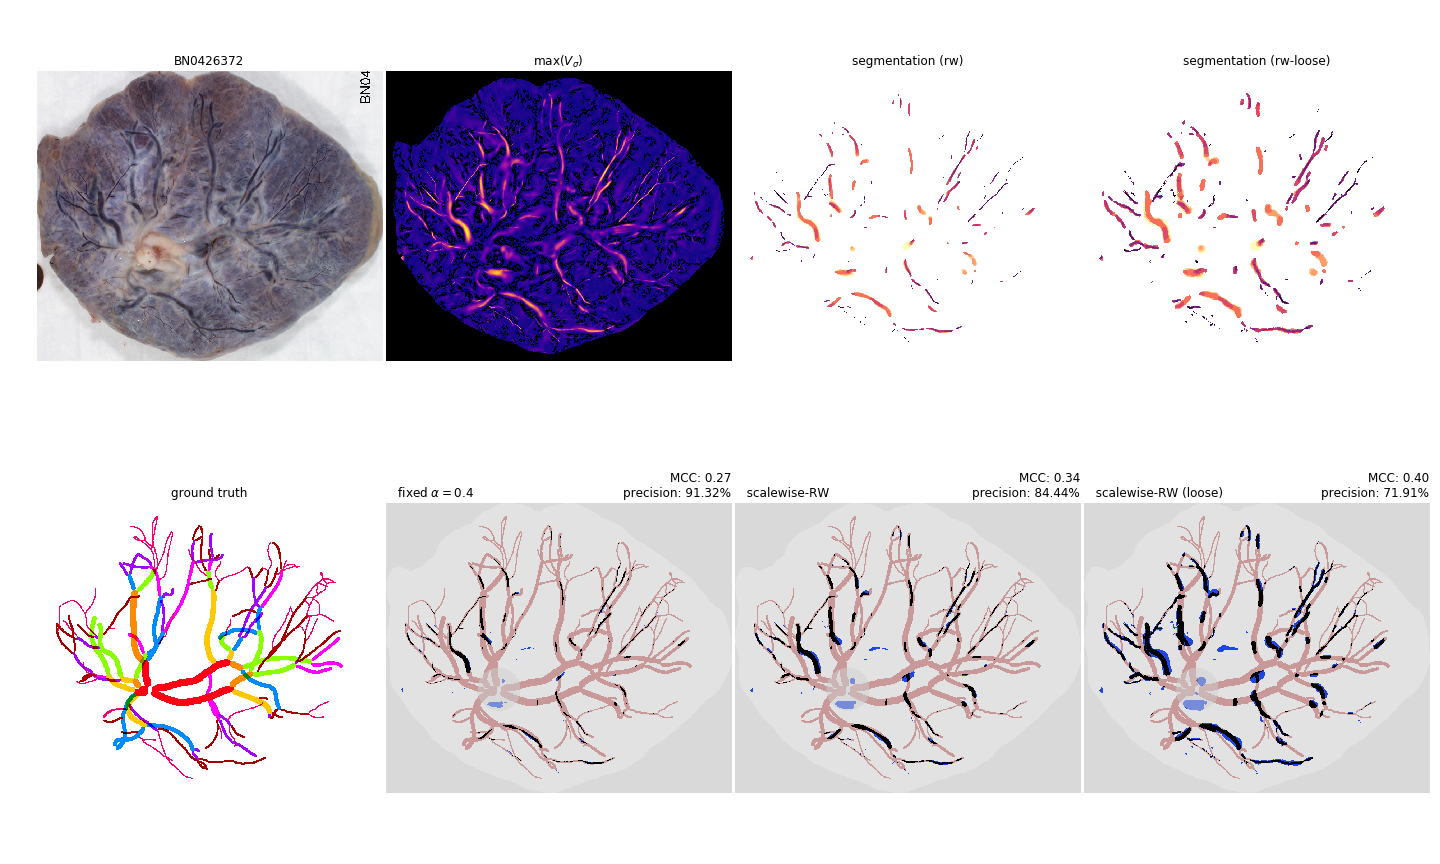 BN0426372
max(Vσ)
segmentation (rw)
segmentation (rw-loose)
BN04
ground truth
fixed α = 0.4
MCC: 0.27
precision: 91.32%
scalewise-RW
MCC: 0.34
precision: 84.44%
scalewise-RW (loose)
MCC: 0.40
precision: 71.91%